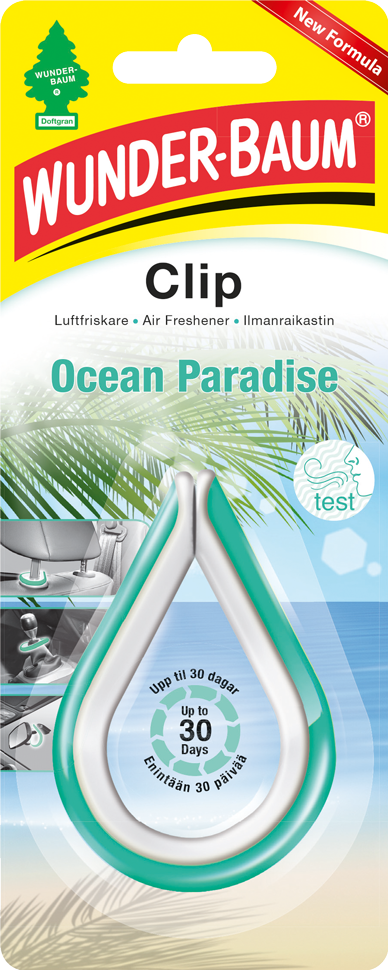 New Formula
WUNDER-
BAUM
®
Doftgran
WUNDER-BAUM®
Clip
Luftfriskare • Air Freshener • Ilmanraikastin
Ocean Paradise
test
Upp til 30 dagar
Up to
30
Days
Enintään 30 päivää